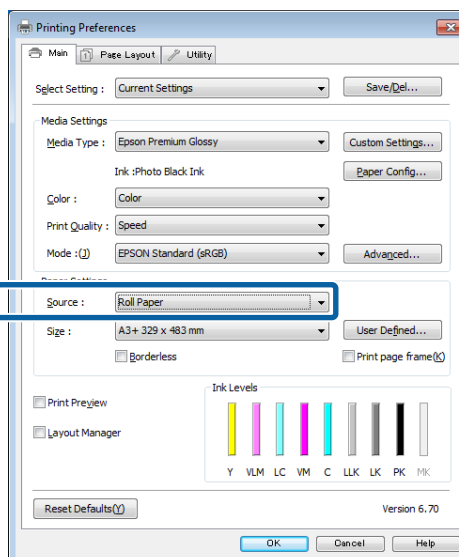 Printing Preferences
Main Page Layout Utility
Select Setting : Current Settings Save/Del...
Media Settings
Media Type : Epson Premium Glossy Custom Settings...
Ink :Photo Black Ink Paper Config...
Color : Color
Print Quality : Speed
Mode :(J) EPSON Standard (sRGB) Advanced...
Paper Settings
Source : Roll Paper
Size : A3+ 329 x 483 mm User Defined...
Borderless Print page frame(K)
Ink Levels
Print Preview
Layout Manager
Y VLM LC VM C LLK LK PK MK
Reset Defaults(Y) Version 6.70
OK Cancel Help